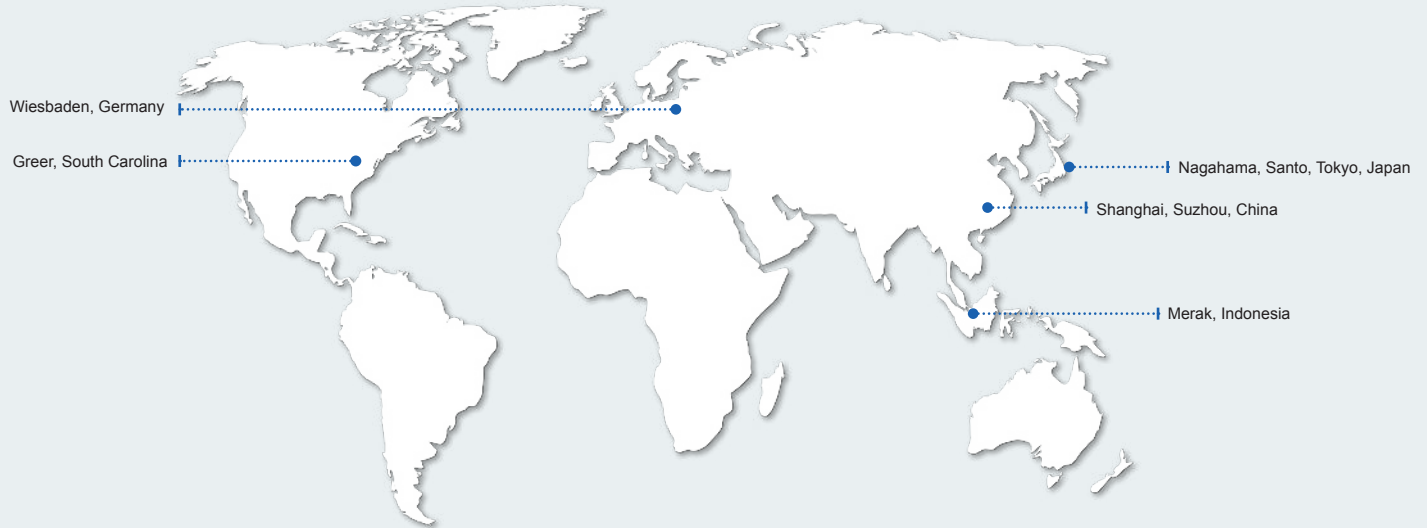 Wiesbaden, Germany
Greer, South Carolina
Nagahama, Santo, Tokyo, Japan
Shanghai, Suzhou, China
Merak, Indonesia